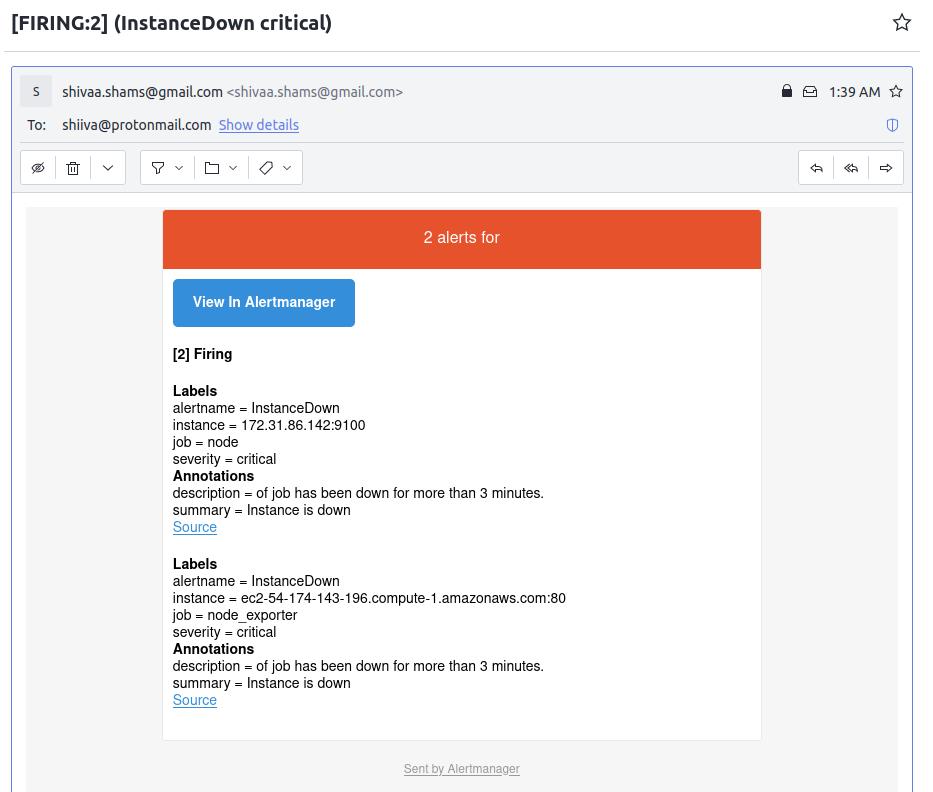 [FIRING:2] (InstanceDown critical)
S shivaa.shams@gmail.com <shivaa.shams@gmail.com> 1:39 AM
To: shiiva@protonmail.com Show details
2 alerts for
View In Alertmanager
[2] Firing
Labels
alertname = InstanceDown
instance = 172.31.86.142:9100
job = node
severity = critical
Annotations
description = of job has been down for more than 3 minutes.
summary = Instance is down
Source
Labels
alertname = InstanceDown
instance = ec2-54-174-143-196.compute-1.amazonaws.com:80
job = node_exporter
severity = critical
Annotations
description = of job has been down for more than 3 minutes.
summary = Instance is down
Source
Sent by Alertmanager